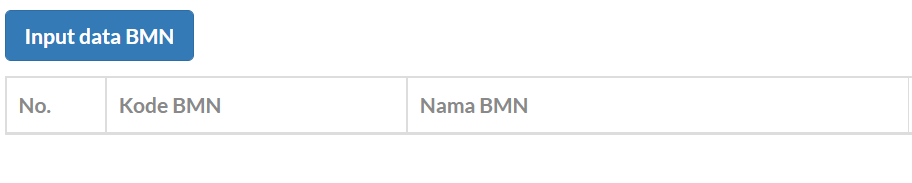 Input data BMN
No. Kode BMN Nama BMN